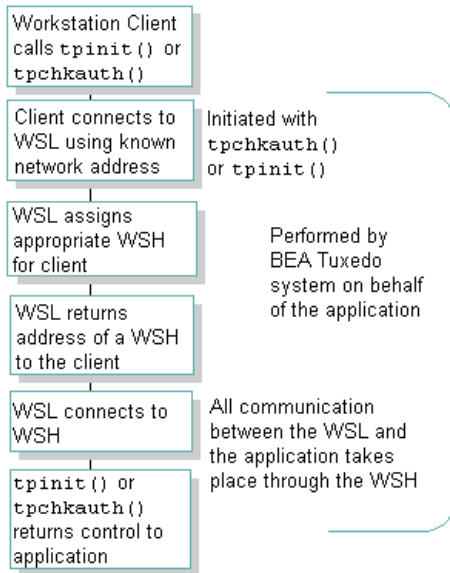 Workstation Client
calls tpinit() or
tpchkauth()
Client connects to
WSL using known
network address
Initiated with
tpchkauth()
or tpinit()
WSL assigns
appropriate WSH
for client
Performed by
BEA Tuxedo
system on behalf
of the application
WSL returns
address of a WSH
to the client
WSL connects to
WSH
All communication
between the WSL and
the application takes
place through the WSH
tpinit() or
tpchkauth()
returns control to
application